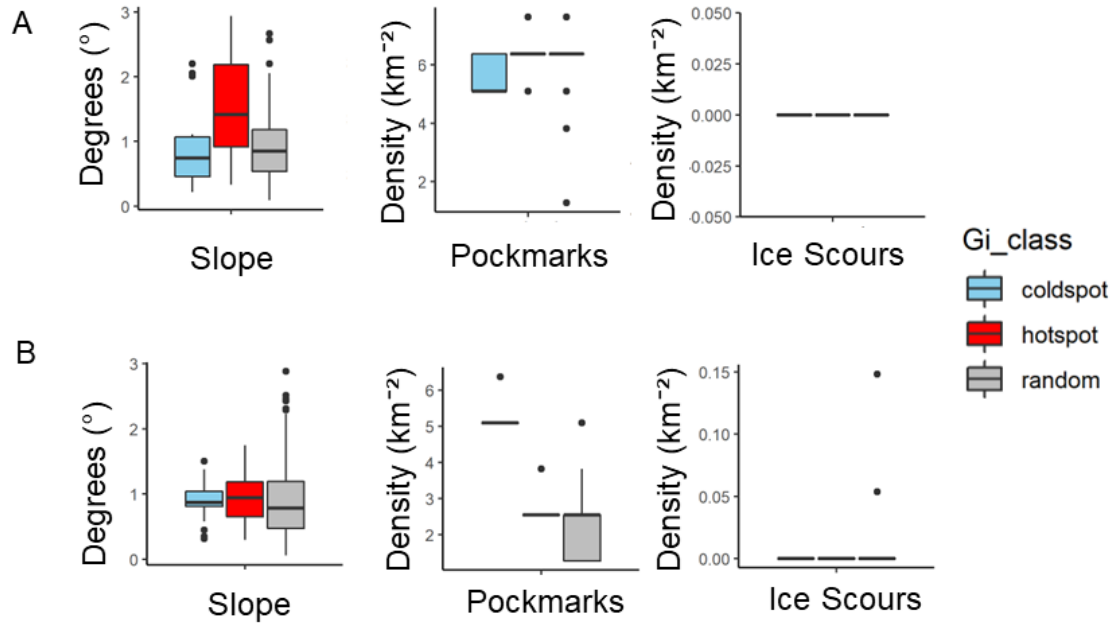 A
Degrees (°)
3
2
1
0
Slope
Density (km⁻²)
6
4
2
Pockmarks
Density (km⁻²)
0.050
0.025
0.000
-0.025
-0.050
Ice Scours
Gi_class
coldspot
hotspot
random
B
Degrees (°)
3
2
1
0
Slope
Density (km⁻²)
6
5
4
3
2
Pockmarks
Density (km⁻²)
0.15
0.10
0.05
0.00
Ice Scours